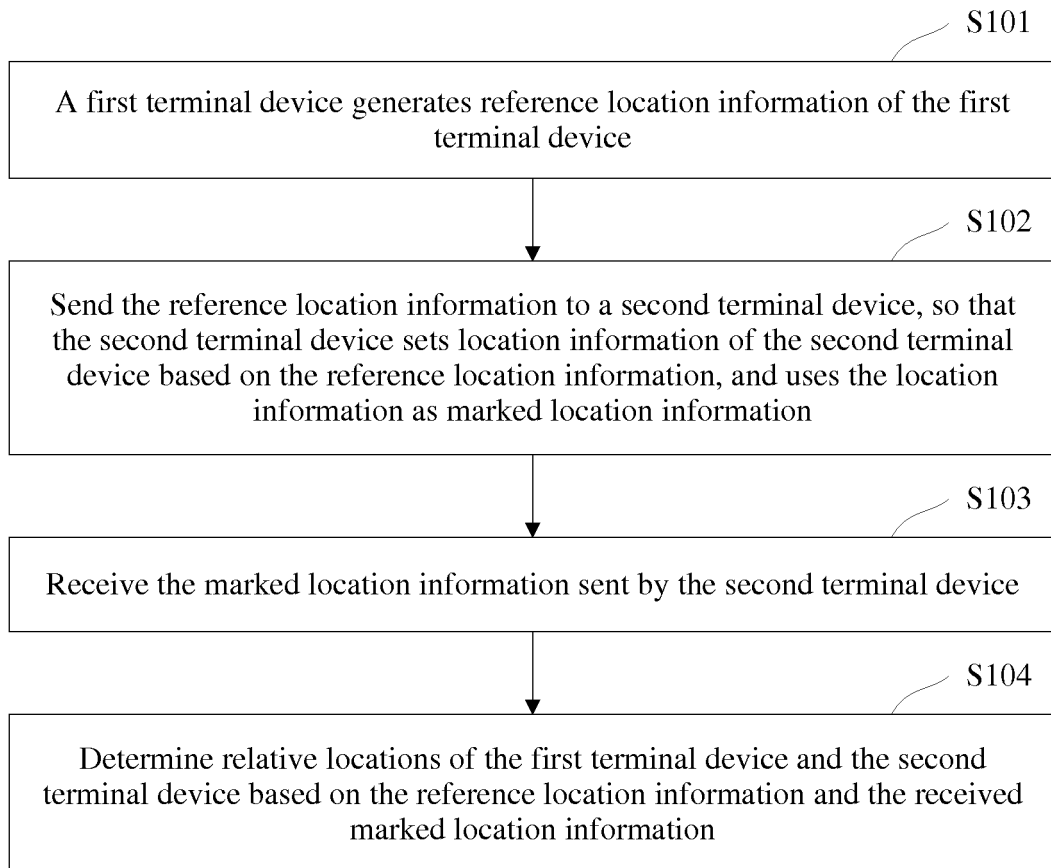 S101
A first terminal device generates reference location information of the first
terminal device
S102
Send the reference location information to a second terminal device, so that
the second terminal device sets location information of the second terminal
device based on the reference location information, and uses the location
information as marked location information
S103
Receive the marked location information sent by the second terminal device
S104
Determine relative locations of the first terminal device and the second
terminal device based on the reference location information and the received
marked location information